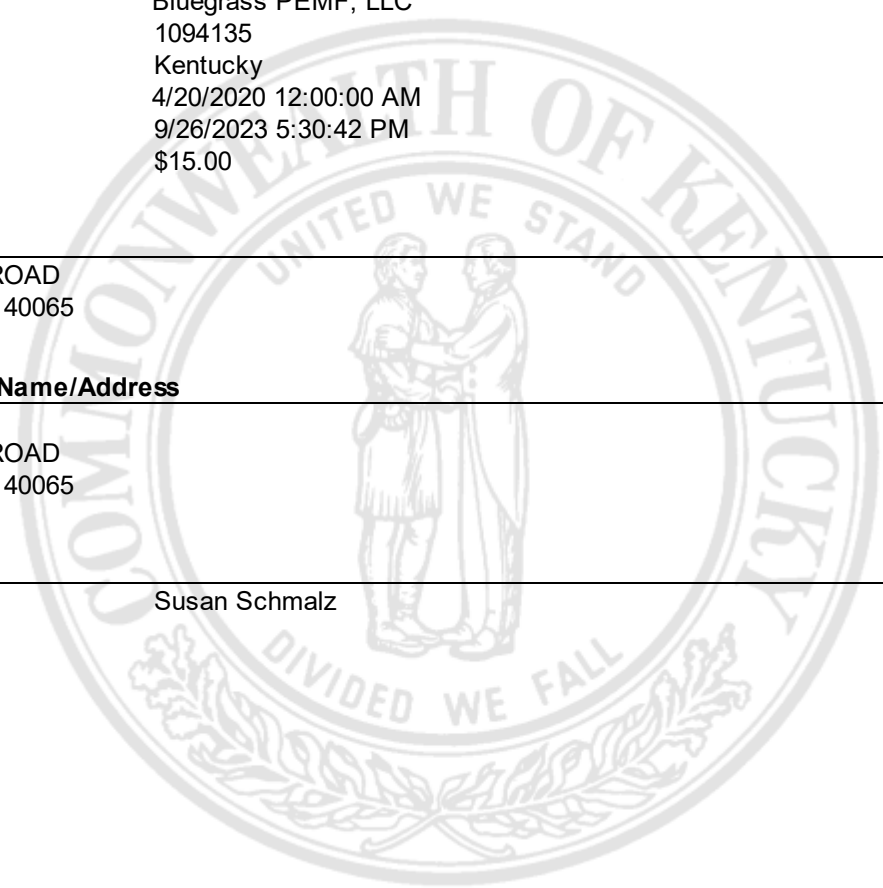 Bluegrass PEMF, LLC
1094135
Kentucky
4/20/2020 12:00:00 AM
9/26/2023 5:30:42 PM
$15.00
ROAD
40065
Name/Address
ROAD
40065
Susan Schmalz
COMMONWEALTH OF KENTUCKY
UNITED WE STAND
DIVIDED WE FALL